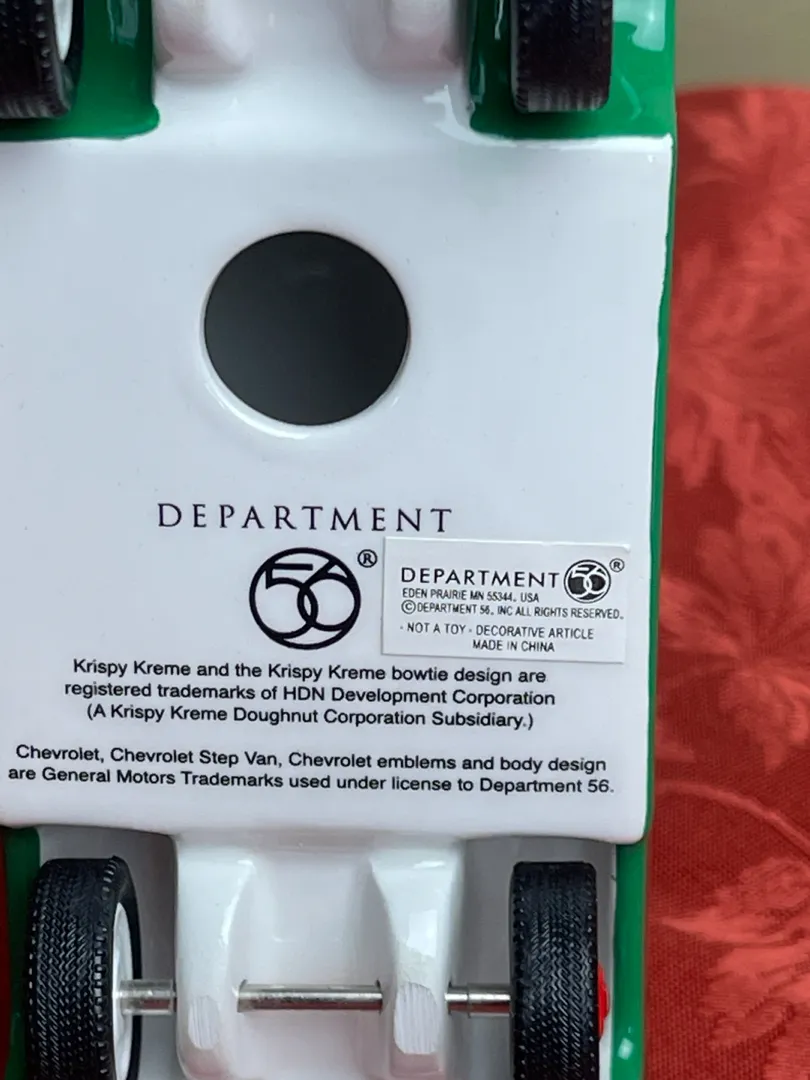 DEPARTMENT
56®
DEPARTMENT 56®
EDEN PRAIRIE MN 55344. USA
©DEPARTMENT 56. INC ALL RIGHTS RESERVED.
· NOT A TOY · DECORATIVE ARTICLE
MADE IN CHINA
Krispy Kreme and the Krispy Kreme bowtie design are
registered trademarks of HDN Development Corporation
(A Krispy Kreme Doughnut Corporation Subsidiary.)
Chevrolet, Chevrolet Step Van, Chevrolet emblems and body design
are General Motors Trademarks used under license to Department 56.